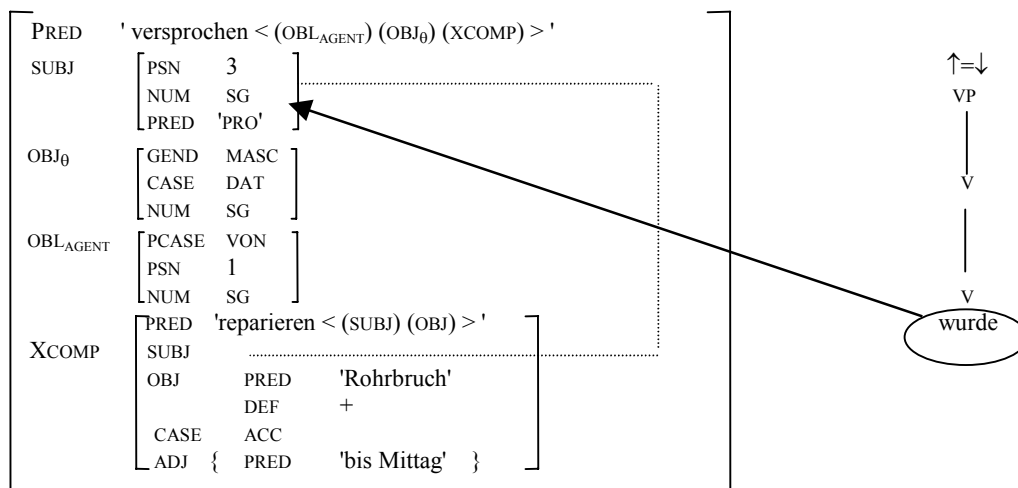 PRED ' versprochen < (OBLAGENT) (OBJθ) (XCOMP) > '
SUBJ PSN 3 ↑=↓
NUM SG VP
PRED 'PRO'
OBJθ GEND MASC
CASE DAT V
NUM SG
OBLAGENT PCASE VON
PSN 1
NUM SG V
PRED 'reparieren < (SUBJ) (OBJ) > ' wurde
XCOMP SUBJ
OBJ PRED 'Rohrbruch'
DEF +
CASE ACC
ADJ { PRED 'bis Mittag' }